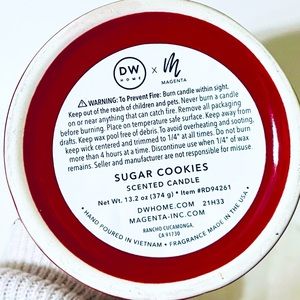 DW
HOME
X
M
MAGENTA
⚠ WARNING: To Prevent Fire: Burn candle within sight.
Keep out of the reach of children and pets. Never burn a candle
on or near anything that can catch fire. Remove all packaging
before burning. Place on temperature safe surface. Keep away from
drafts. Keep wax pool free of debris. To avoid overheating and sooting,
keep wick centered and trimmed to 1/4" at all times. Do not burn
more than 4 hours at a time. Discontinue use when 1/4" of wax
remains. Seller and manufacturer are not responsible for misuse
SUGAR COOKIES
SCENTED CANDLE
Net Wt. 13.2 oz (374 g) * Item #RD94261
DWHOME.COM 21H33
MAGENTA-INC.COM
RANCHO CUCAMONGA,
CA 91730
• HAND POURED IN VIETNAM • FRAGRANCE MADE IN THE USA •